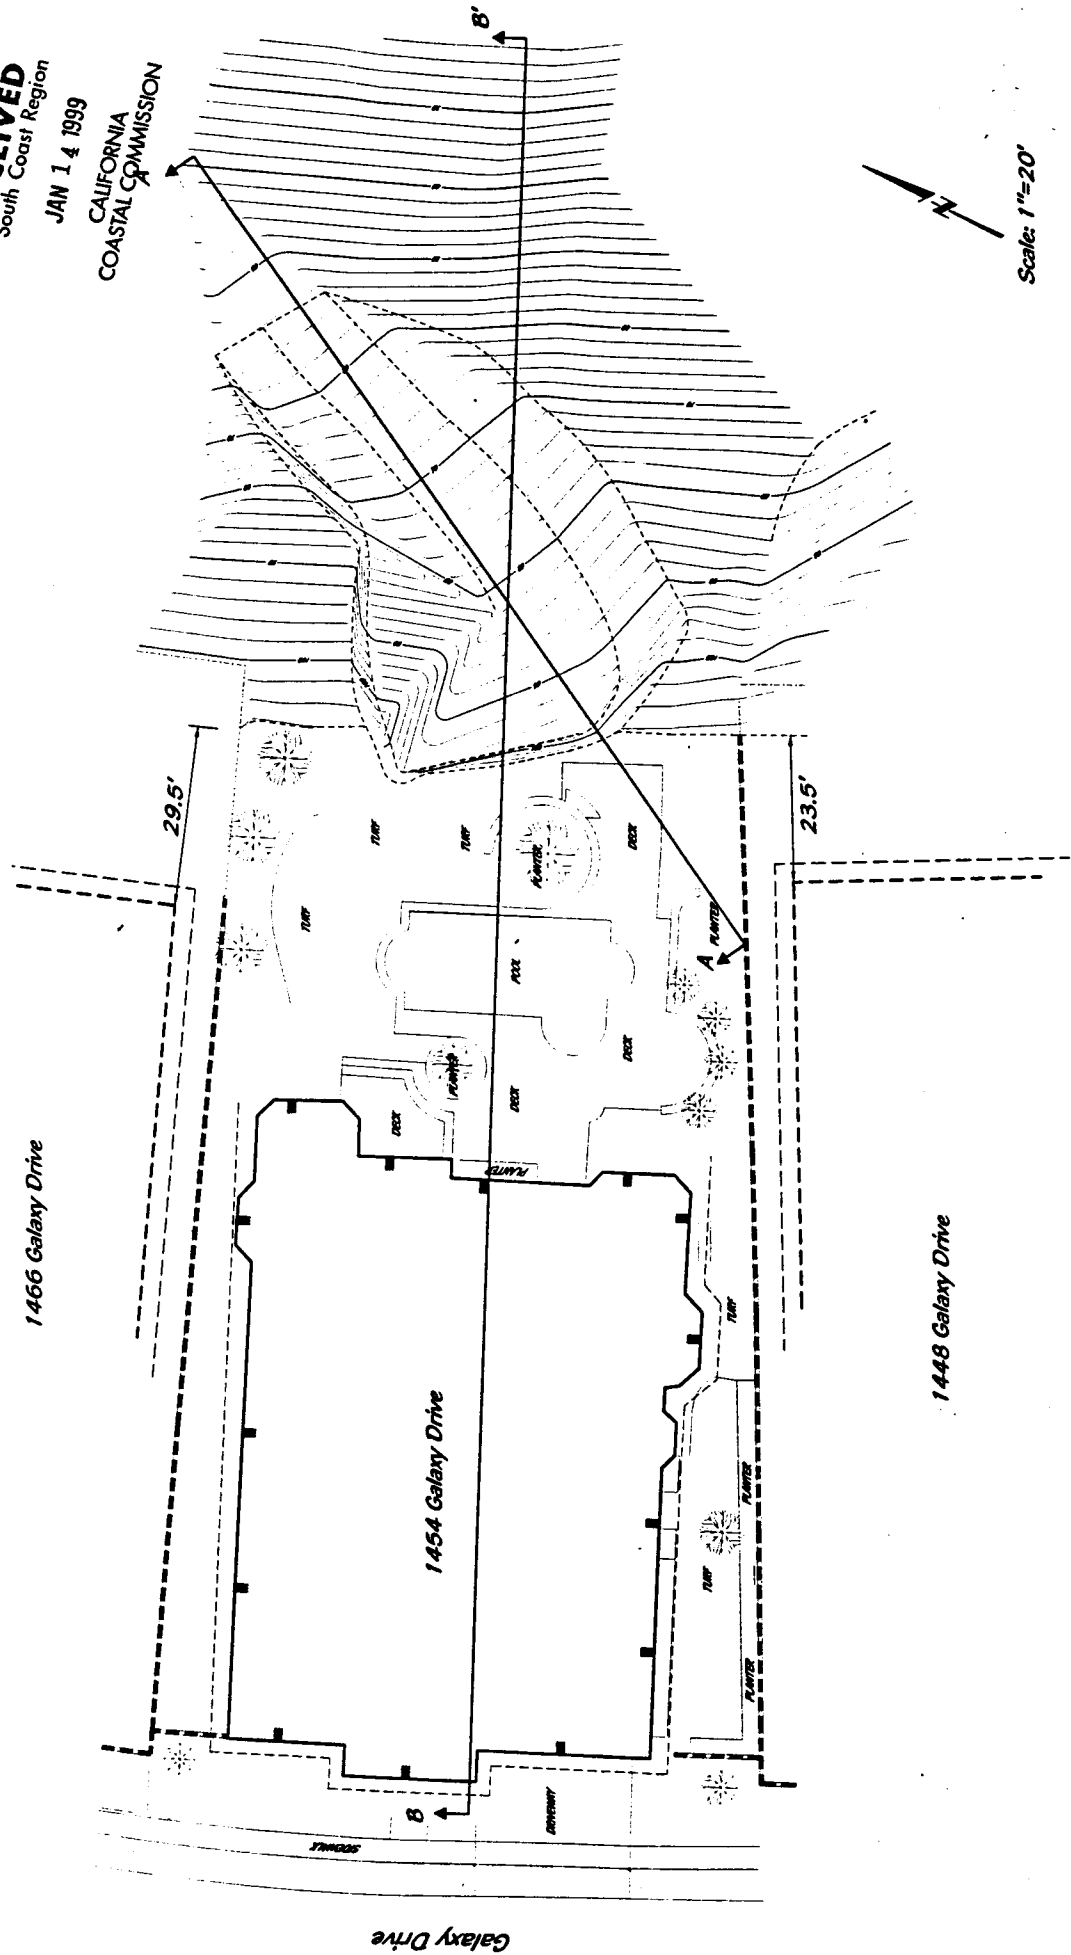 South Coast Region
JAN 14 1999
CALIFORNIA
COASTAL COMMISSION
A'
B'
Scale: 1"=20'
N
29.5'
23.5'
TURF
TURF
TURF
PLANTER
DECK
PLANTER
A
POOL
DECK
PLANTER
DECK
DECK
PLANTER
1466 Galaxy Drive
1454 Galaxy Drive
1448 Galaxy Drive
TURF
PLANTER
TURF
PLANTER
B
DRIVEWAY
SIDEWALK
Galaxy Drive